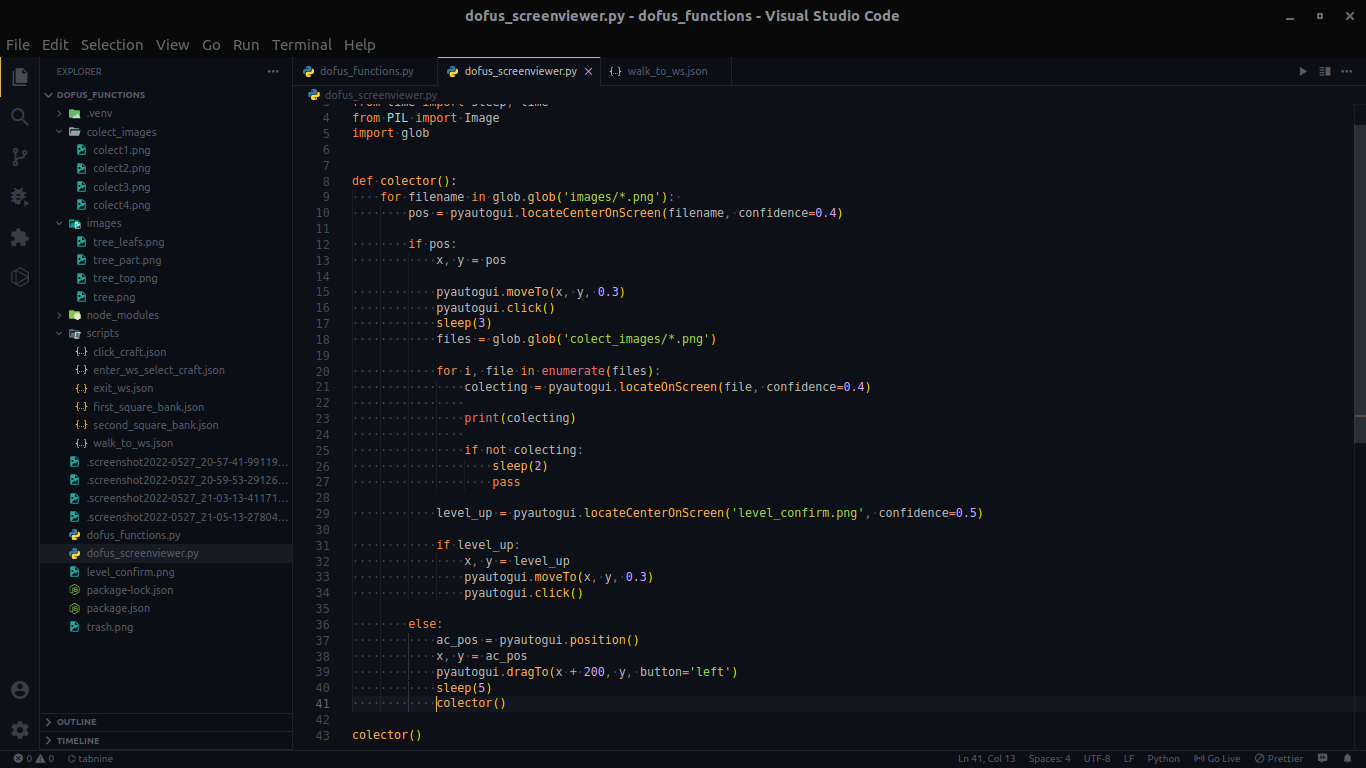 dofus_screenviewer.py - dofus_functions - Visual Studio Code
File Edit Selection View Go Run Terminal Help
EXPLORER
DOFUS_FUNCTIONS
.venv
colect_images
colect1.png
colect2.png
colect3.png
colect4.png
images
tree_leafs.png
tree_part.png
tree_top.png
tree.png
node_modules
scripts
click_craft.json
enter_ws_select_craft.json
exit_ws.json
first_square_bank.json
second_square_bank.json
walk_to_ws.json
.screenshot2022-0527_20-57-41-99119...
.screenshot2022-0527_20-59-53-29126...
.screenshot2022-0527_21-03-13-41171...
.screenshot2022-0527_21-05-13-27804...
dofus_functions.py
dofus_screenviewer.py
level_confirm.png
package-lock.json
package.json
trash.png
OUTLINE
TIMELINE
dofus_functions.py dofus_screenviewer.py walk_to_ws.json
dofus_screenviewer.py
3 from time import sleep, time
4 from PIL import Image
5 import glob
6
7
8 def colector():
9 for filename in glob.glob('images/*.png'):
10 pos = pyautogui.locateCenterOnScreen(filename, confidence=0.4)
11
12 if pos:
13 x, y = pos
14
15 pyautogui.moveTo(x, y, 0.3)
16 pyautogui.click()
17 sleep(3)
18 files = glob.glob('colect_images/*.png')
19
20 for i, file in enumerate(files):
21 colecting = pyautogui.locateOnScreen(file, confidence=0.4)
22
23 print(colecting)
24
25 if not colecting:
26 sleep(2)
27 pass
28
29 level_up = pyautogui.locateCenterOnScreen('level_confirm.png', confidence=0.5)
30
31 if level_up:
32 x, y = level_up
33 pyautogui.moveTo(x, y, 0.3)
34 pyautogui.click()
35
36 else:
37 ac_pos = pyautogui.position()
38 x, y = ac_pos
39 pyautogui.dragTo(x + 200, y, button='left')
40 sleep(5)
41 colector()
42
43 colector()
0 0 tabnine Ln 41, Col 13 Spaces: 4 UTF-8 LF Python Go Live Prettier